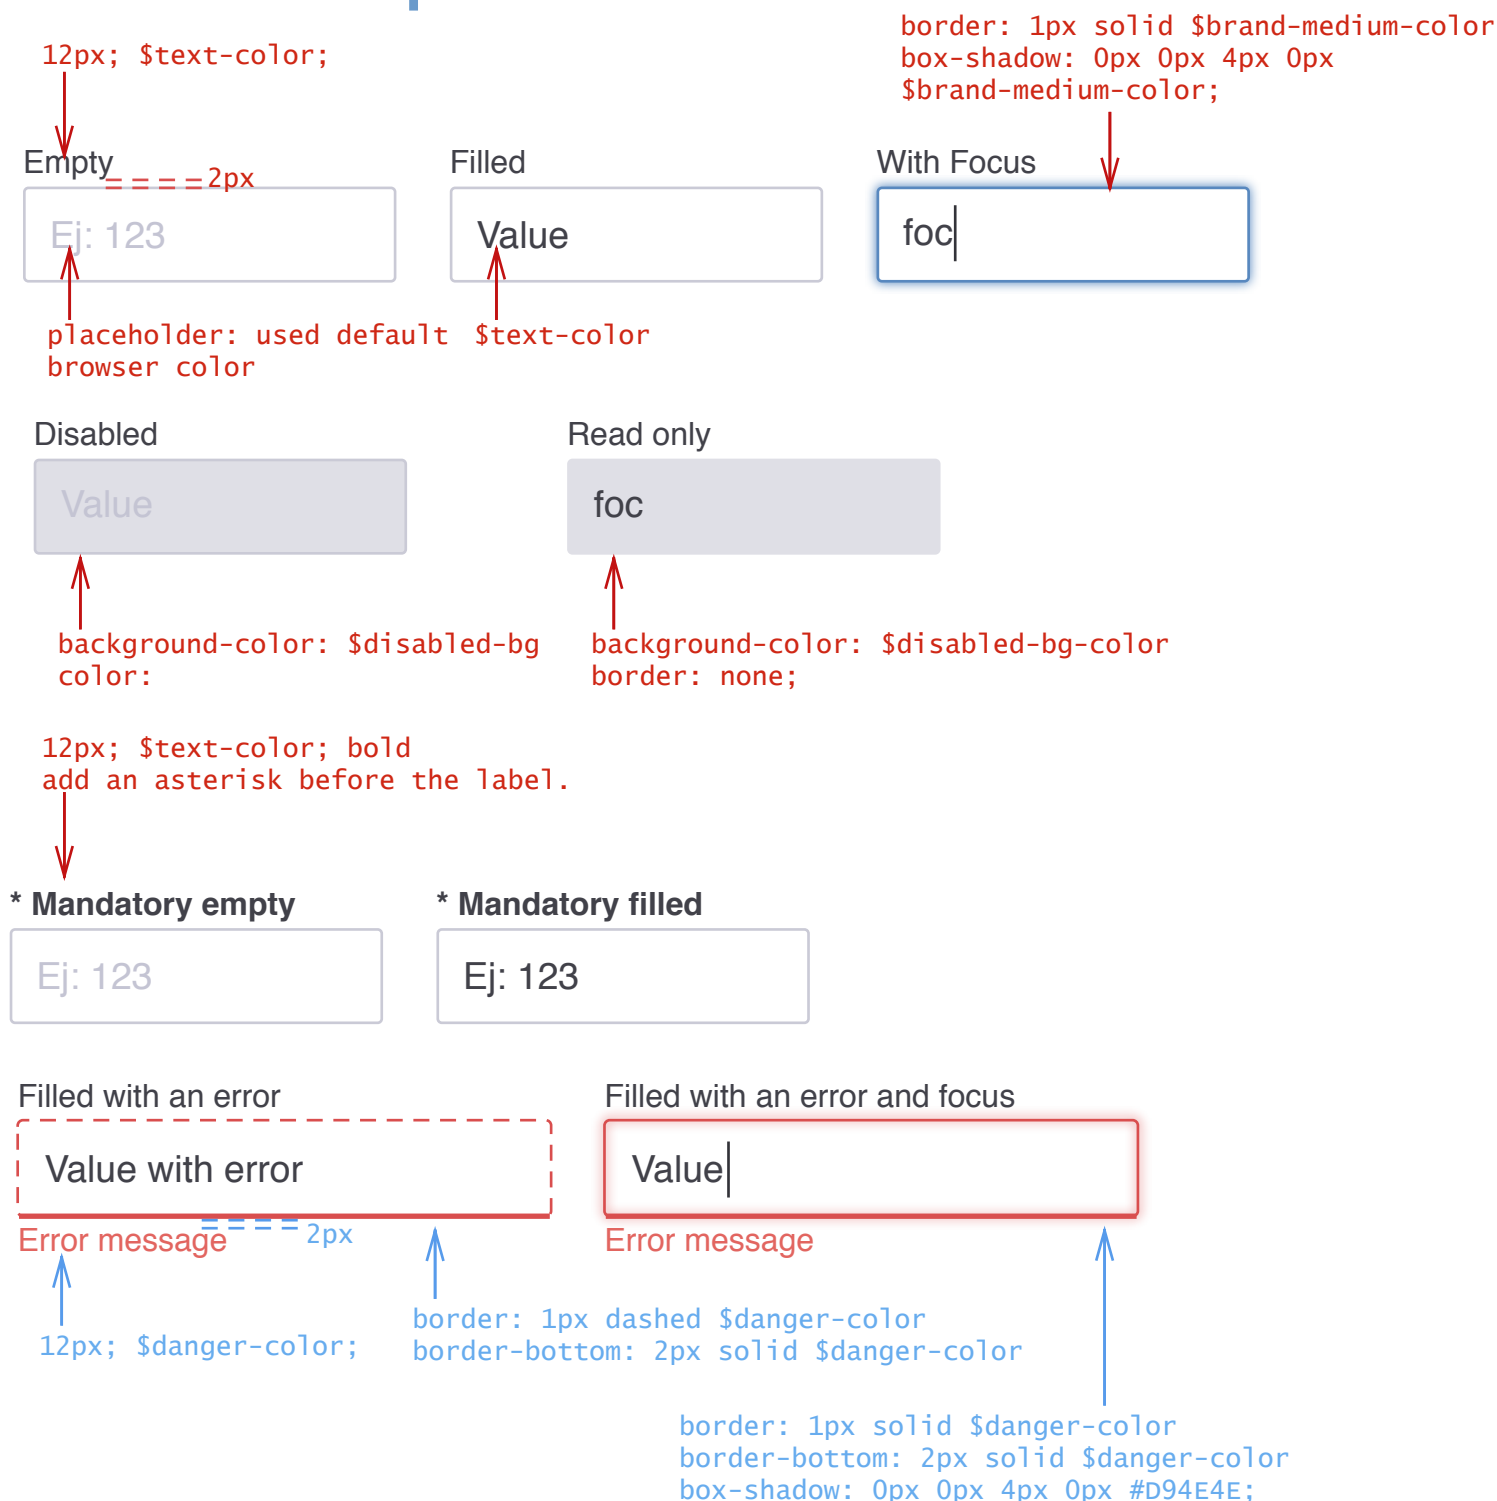 border: 1px solid $brand-medium-color
box-shadow: 0px 0px 4px 0px
$brand-medium-color;
12px; $text-color;
Empty
2px
Filled
With Focus
Ej: 123
Value
foc
placeholder: used default
browser color
$text-color
Disabled
Read only
Value
foc
background-color: $disabled-bg
color:
background-color: $disabled-bg-color
border: none;
12px; $text-color; bold
add an asterisk before the label.
* Mandatory empty
* Mandatory filled
Ej: 123
Ej: 123
Filled with an error
Filled with an error and focus
Value with error
Value
Error message
2px
Error message
12px; $danger-color;
border: 1px dashed $danger-color
border-bottom: 2px solid $danger-color
border: 1px solid $danger-color
border-bottom: 2px solid $danger-color
box-shadow: 0px 0px 4px 0px #D94E4E;